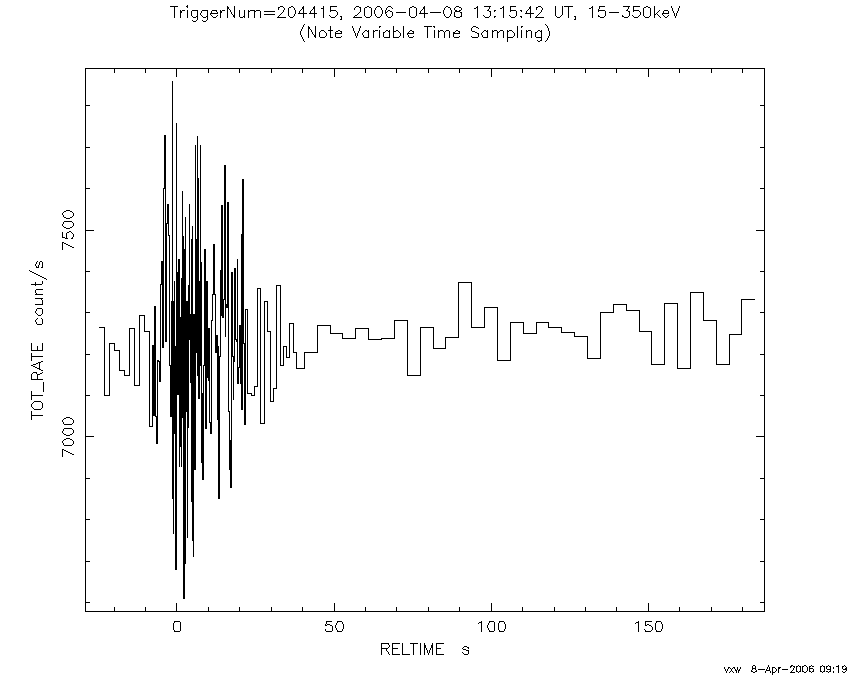 TriggerNum=204415, 2006-04-08 13:15:42 UT, 15-350keV
(Note Variable Time Sampling)
7500
7000
TOT_RATE count/s
0 50 100 150
RELTIME s
vxw 8-Apr-2006 09:19